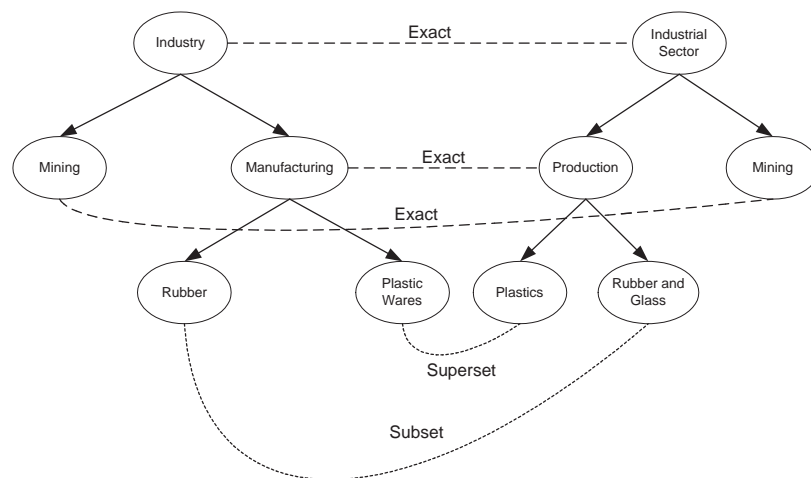 Exact
Industry
Industrial
Sector
Mining
Manufacturing
Exact
Production
Mining
Exact
Rubber
Plastic
Wares
Plastics
Rubber and
Glass
Superset
Subset